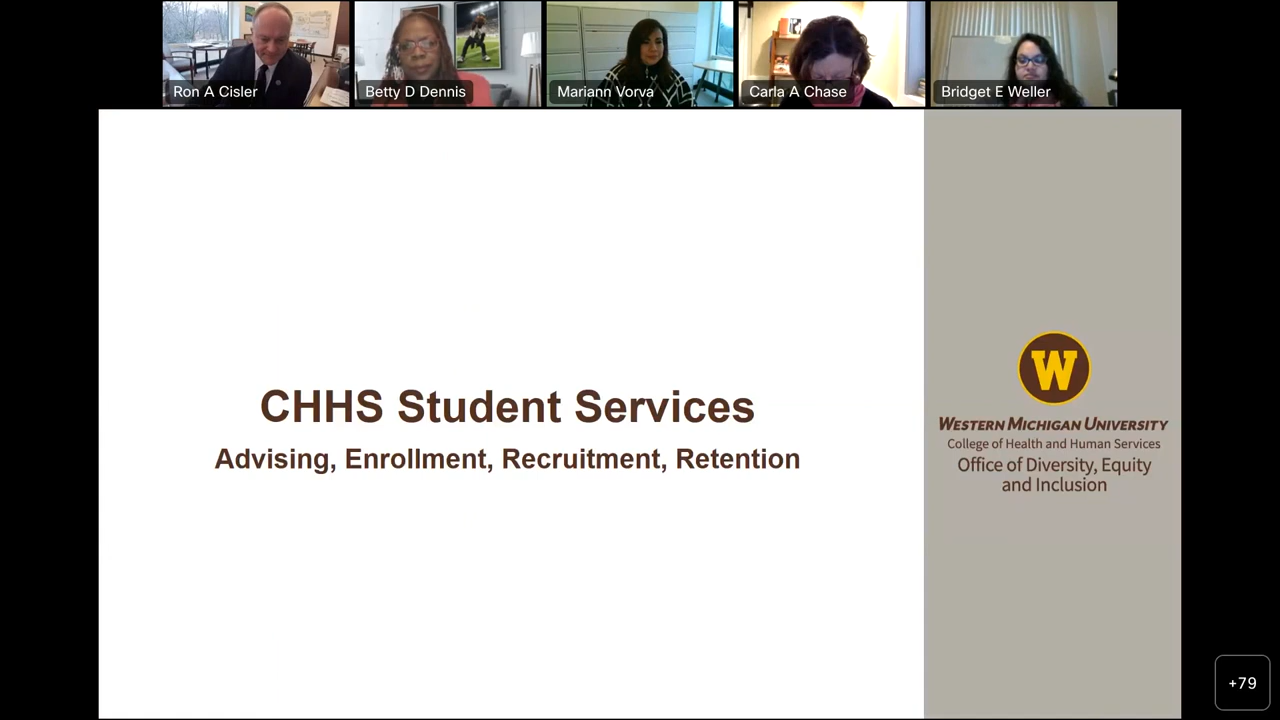 Ron A Cisler
Betty D Dennis
Mariann Vorva
Carla A Chase
Bridget E Weller
CHHS Student Services
Advising, Enrollment, Recruitment, Retention
W
WESTERN MICHIGAN UNIVERSITY
College of Health and Human Services
Office of Diversity, Equity
and Inclusion
+79